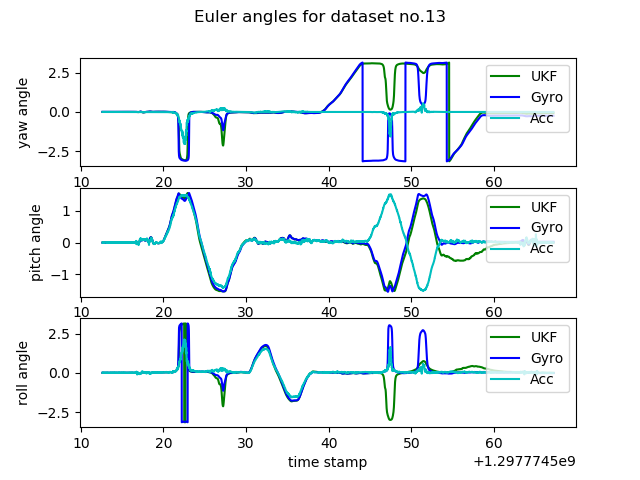 Euler angles for dataset no.13
yaw angle
2.5
0.0
−2.5
UKF
Gyro
Acc
10 20 30 40 50 60
pitch angle
1
0
−1
UKF
Gyro
Acc
10 20 30 40 50 60
roll angle
2.5
0.0
−2.5
UKF
Gyro
Acc
10 20 30 40 50 60
time stamp
+1.2977745e9